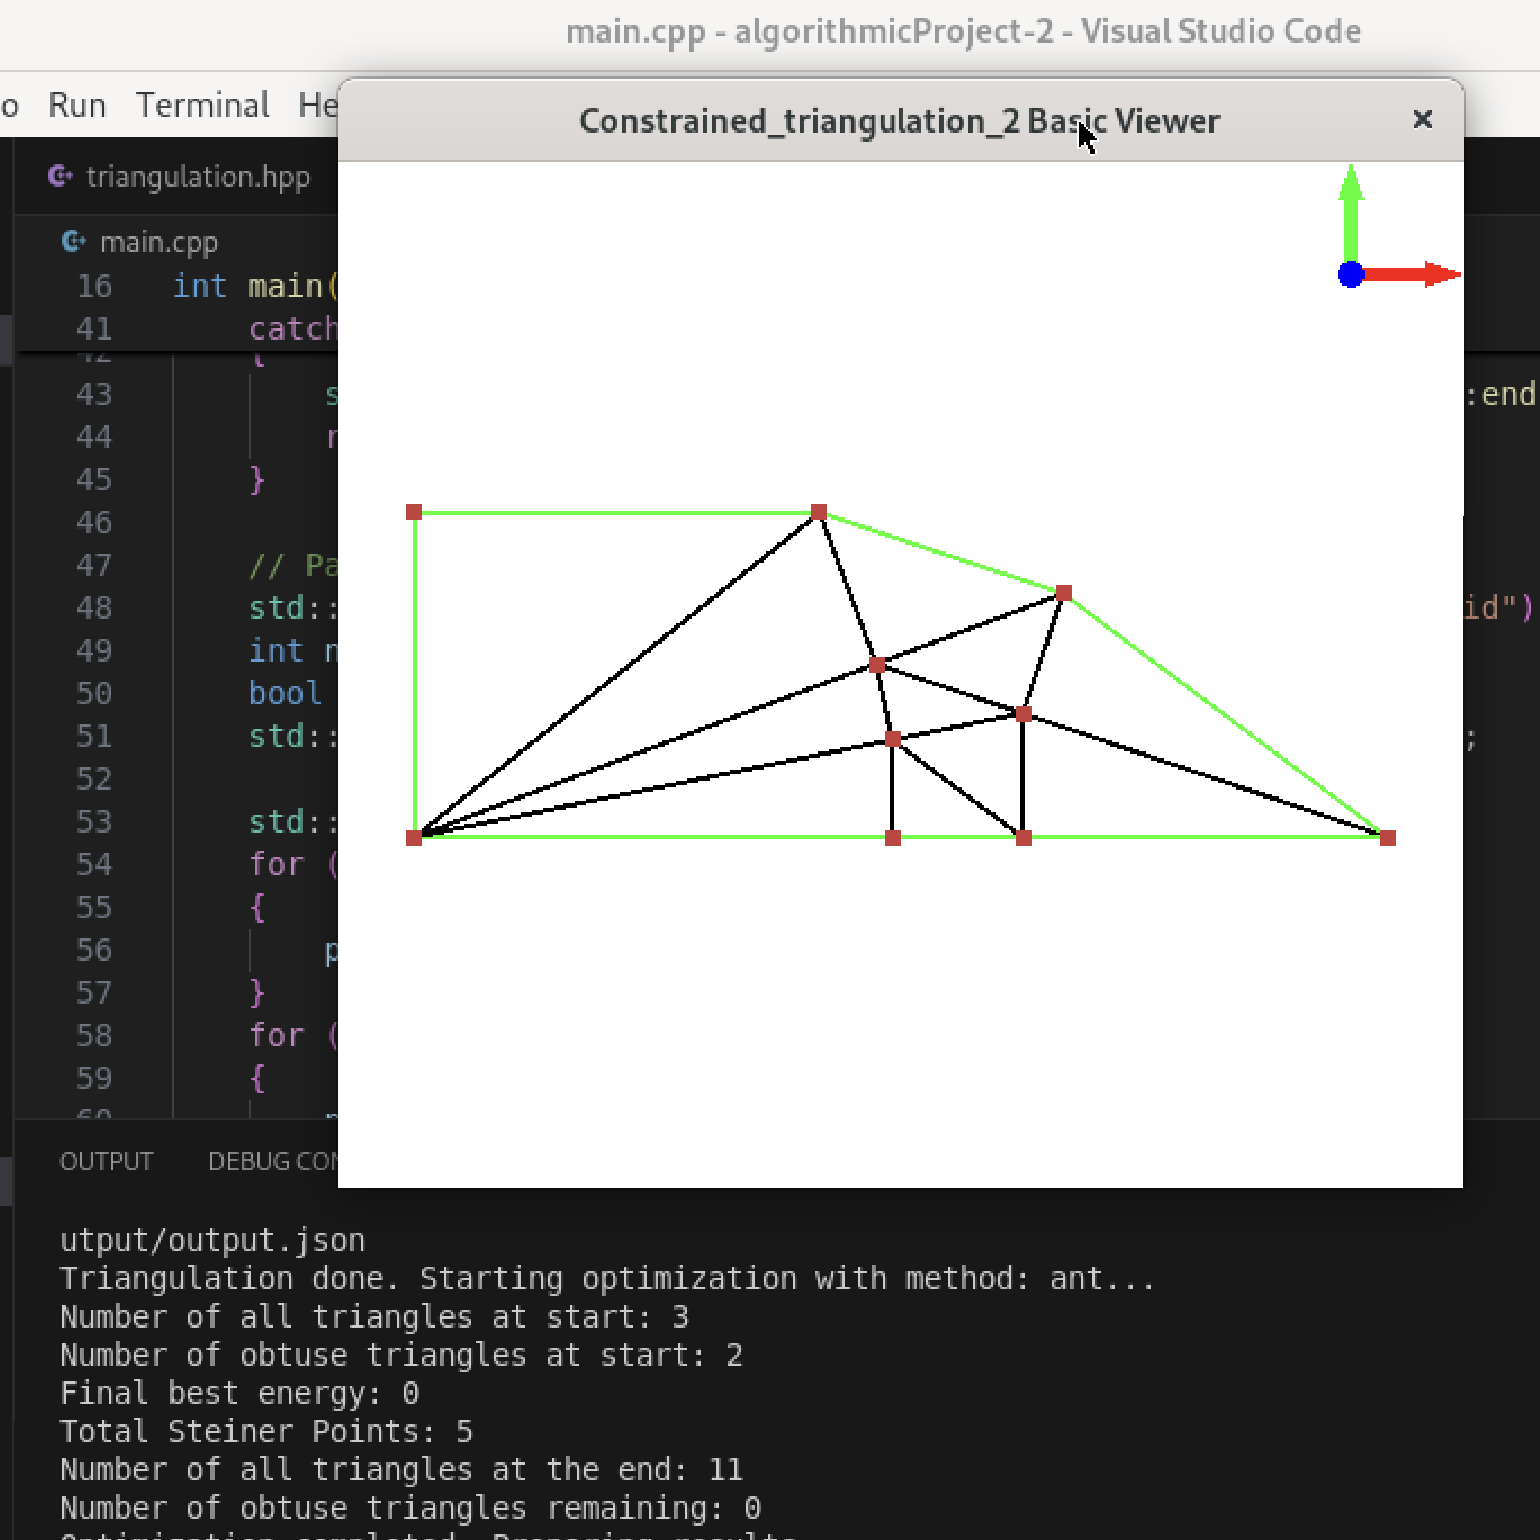 main.cpp - algorithmicProject-2 - Visual Studio Code
o Run Terminal He
Constrained_triangulation_2 Basic Viewer ×
triangulation.hpp
main.cpp
16 int main(
41 catch
42 {
43 s :end
44 r
45 }
46
47 // Pa
48 std:: id")
49 int n
50 bool
51 std:: ;
52
53 std::
54 for (
55 {
56 p
57 }
58 for (
59 {
60
OUTPUT DEBUG CON
utput/output.json
Triangulation done. Starting optimization with method: ant...
Number of all triangles at start: 3
Number of obtuse triangles at start: 2
Final best energy: 0
Total Steiner Points: 5
Number of all triangles at the end: 11
Number of obtuse triangles remaining: 0
Optimization completed. Preparing results